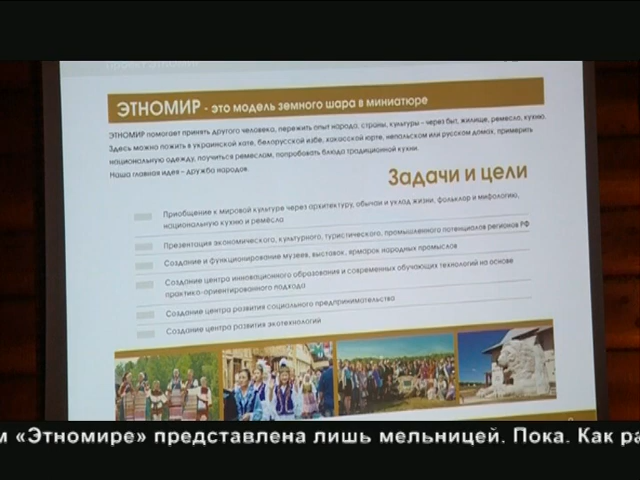 ЭТНОМИР - это модель земного шара в миниатюре
ЭТНОМИР помогает принять другого человека, пережить опыт народа, страны, культуры – через быт, жилище, ремесло, кухню.
Здесь можно пожить в украинской хате, белорусской избе, хакасской юрте, непальском или русском домах, примерить
национальную одежду, поучиться ремеслам, попробовать блюда традиционной кухни.
Наша главная идея – дружба народов.
Задачи и цели
Приобщение к мировой культуре через архитектуру, обычаи и уклад жизни, фольклор и мифологию,
национальную кухню и ремёсла
Презентация экономического, культурного, туристического, промышленного потенциалов регионов РФ
Создание и функционирование музеев, выставок, ярмарок народных промыслов
Создание центра инновационного образования и современных обучающих технологий на основе
практико-ориентированного подхода
Создание центра развития социального предпринимательства
Создание центра развития экотехнологий
м «Этномире» представлена лишь мельницей. Пока. Как ра